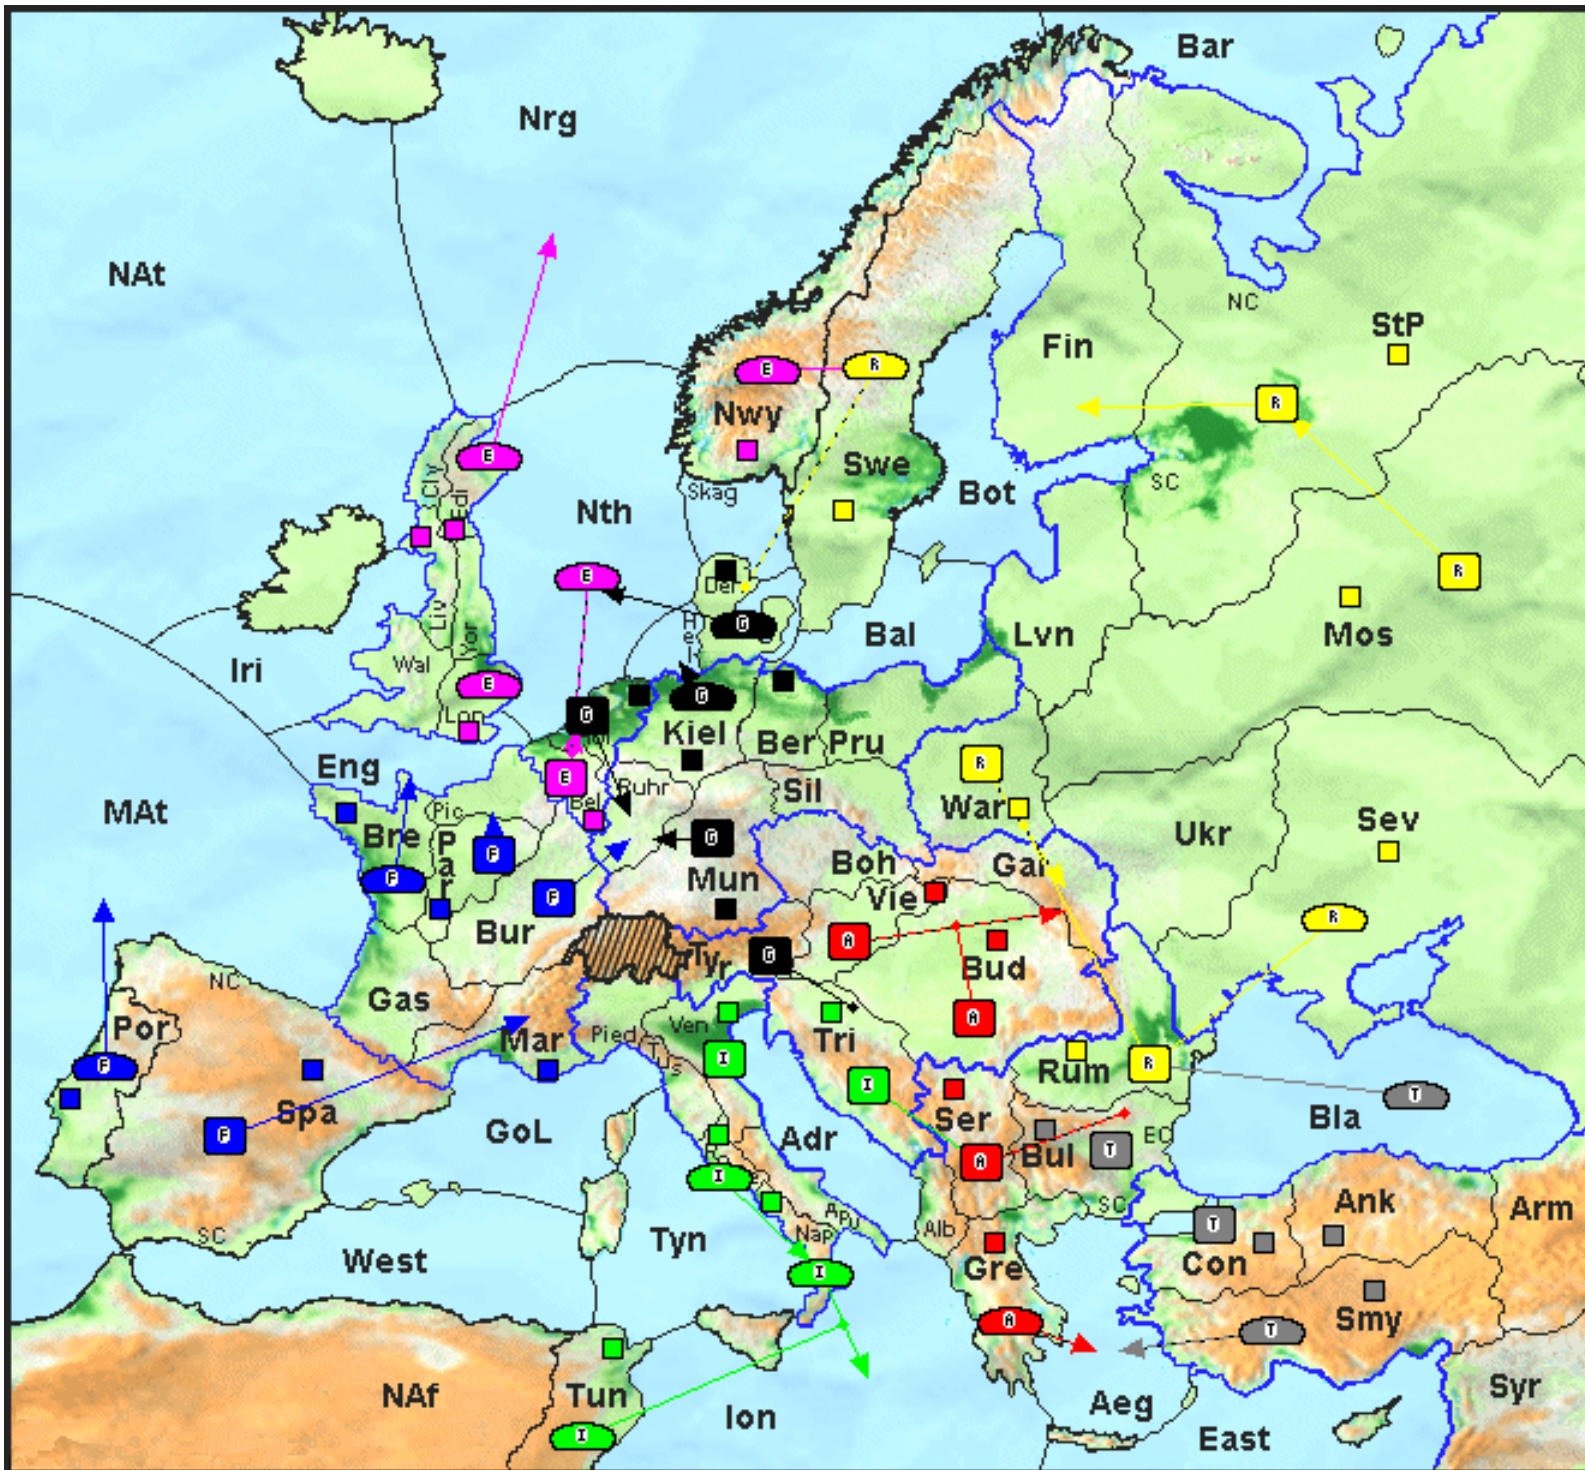 Bar
Nrg
NAt
NC
StP
Fin
E
R
R
Nwy
E
Swe
Cly
Edi
Skag
Bot
SC
Nth
E
R
Den
G
Hel
Liv
Yor
Bal
Lvn
Mos
Iri
Wal
E
G
G
Lon
Kiel
Ber
Pru
Eng
Hol
R
E
Ruhr
Sil
War
MAt
Pic
Bel
Sev
Bre
Par
F
G
Ukr
Boh
Gal
F
Mun
Vie
F
R
Bur
A
G
Tyr
Bud
NC
Gas
A
Por
Mar
Pied
Ven
Tri
Tus
I
Rum
R
F
I
T
Spa
Ser
Bla
GoL
Adr
F
EC
Bul
T
A
Rom
I
Ank
Arm
SC
Apu
SC
T
Nap
Alb
Tyn
West
Con
Gre
I
A
T
Smy
Syr
NAf
Tun
Aeg
Ion
I
East